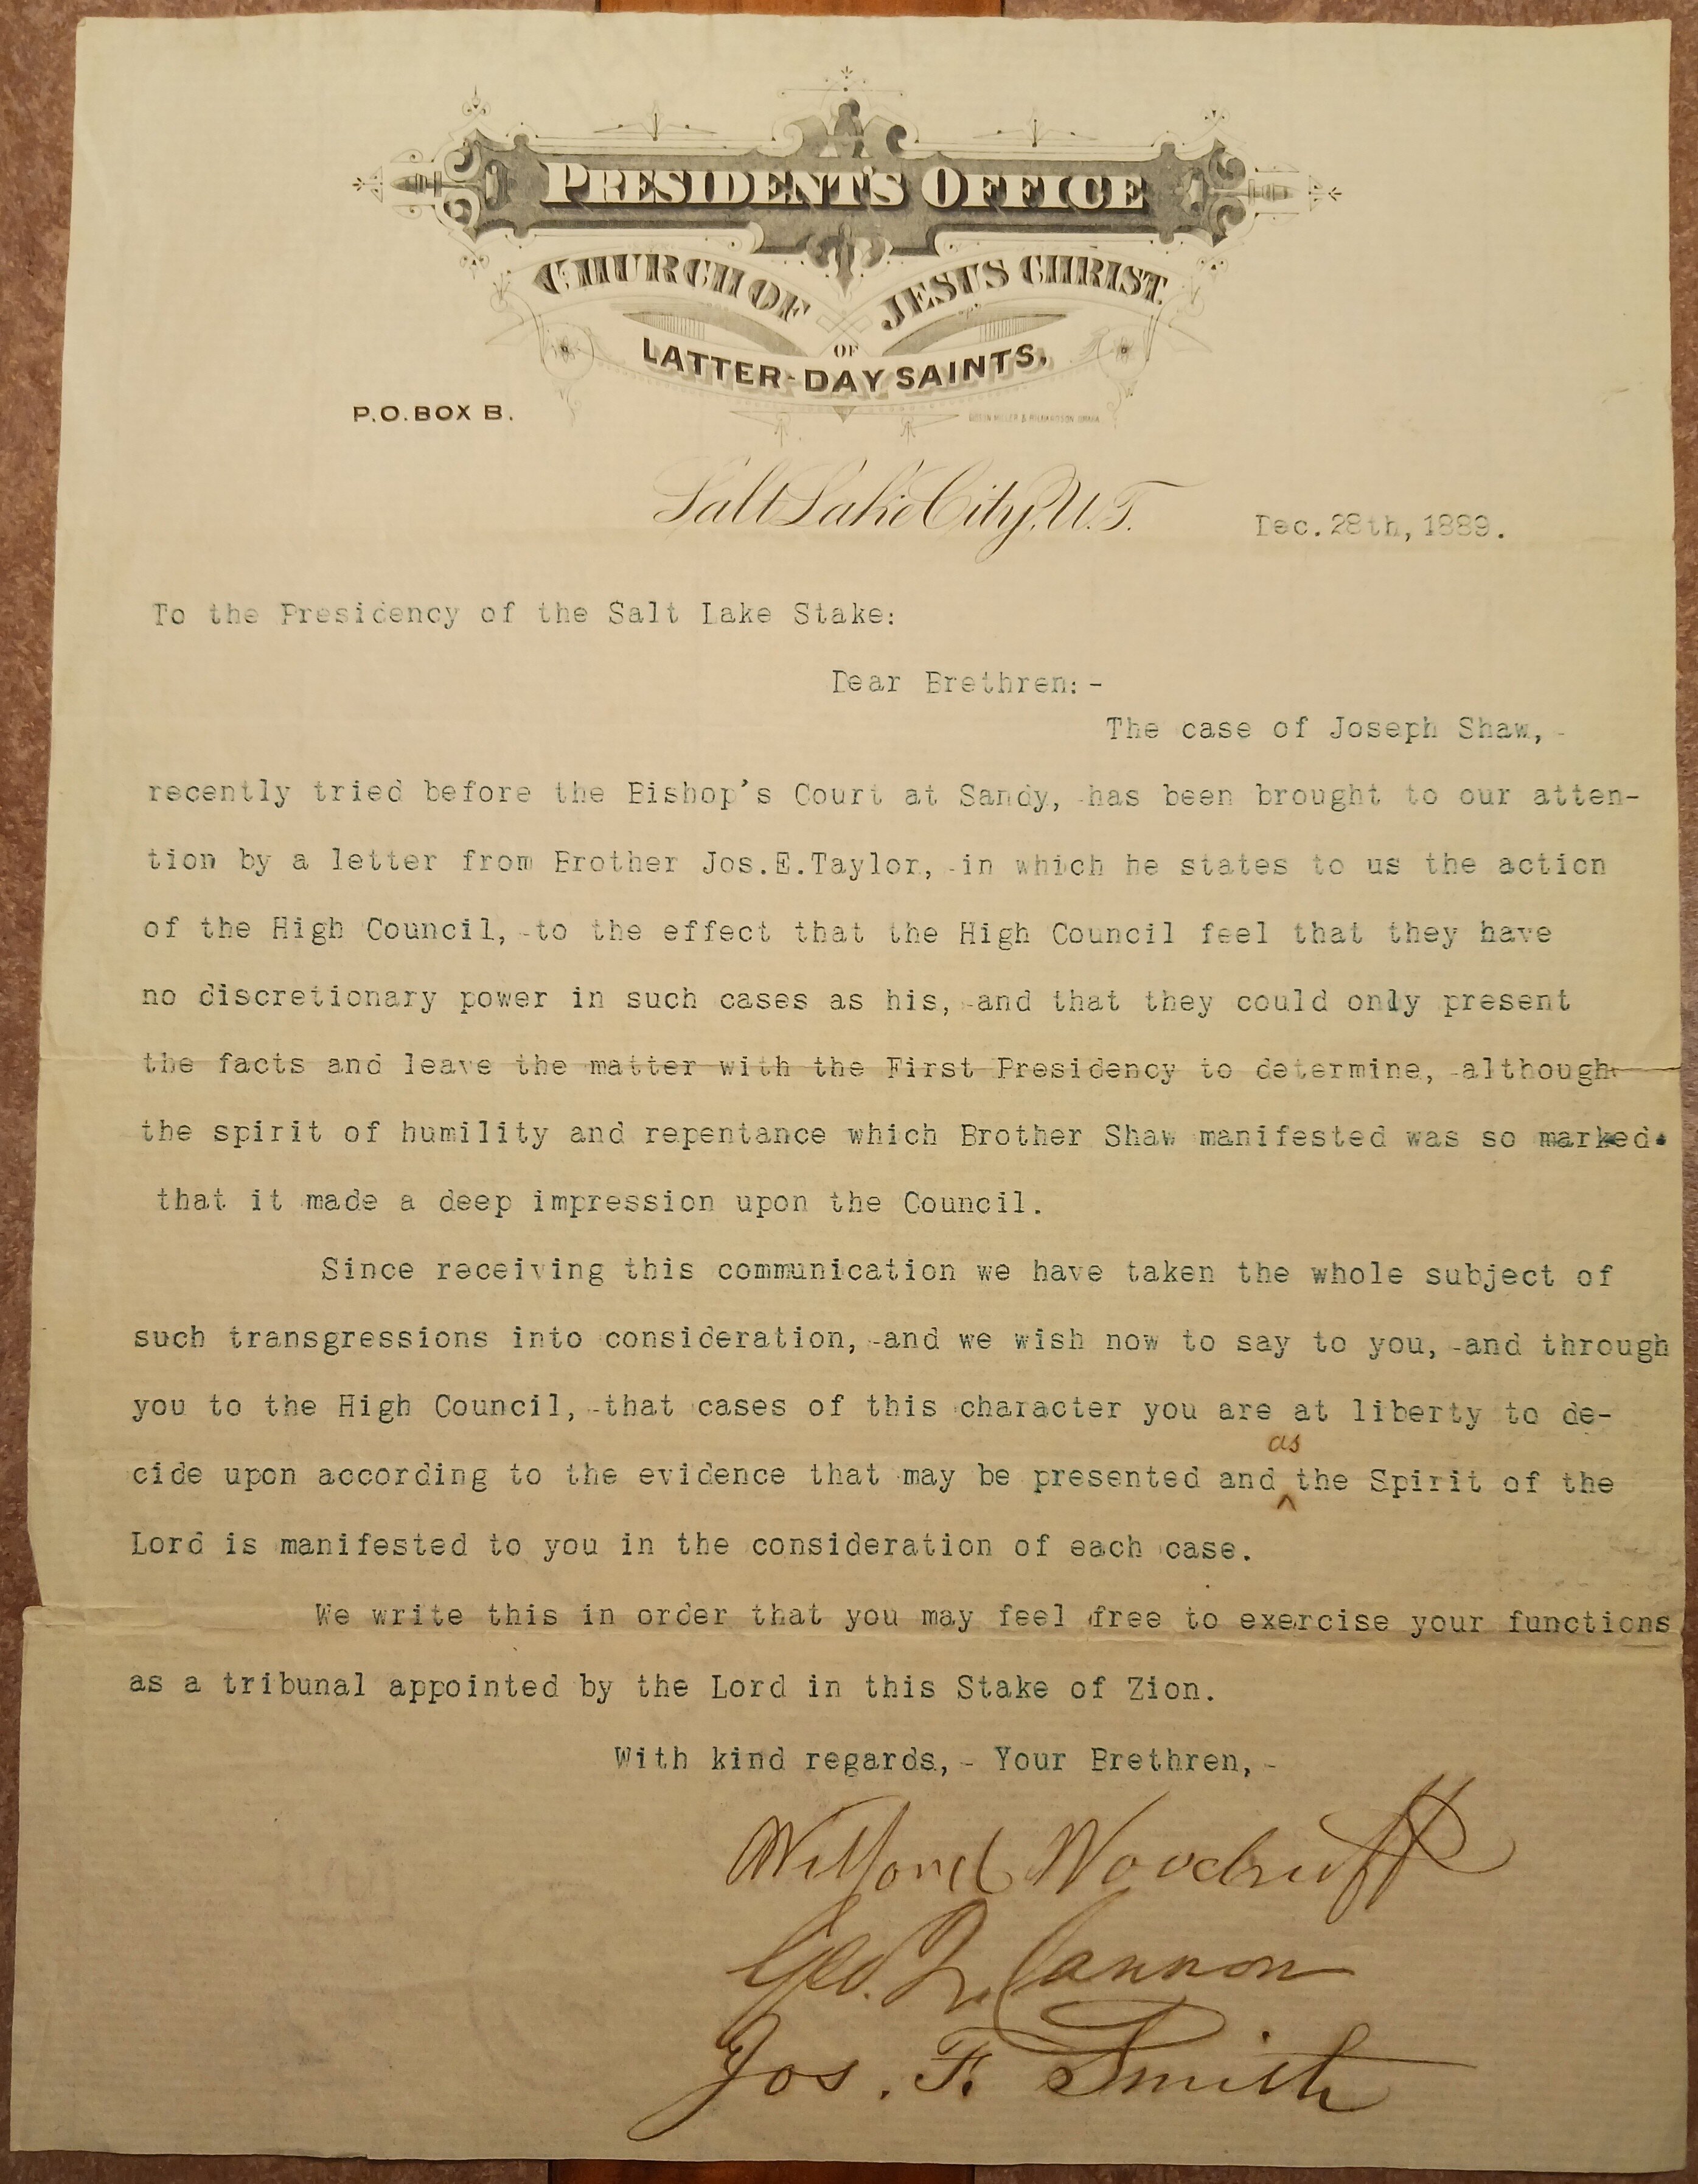 PRESIDENT'S OFFICE
CHURCH OF JESUS CHRIST
OF
LATTER-DAY SAINTS,
P.O. BOX B.
Salt Lake City, U.T. Dec. 28th, 1889.
To the Presidency of the Salt Lake Stake:
Dear Brethren:-
The case of Joseph Shaw,-
recently tried before the Bishop's Court at Sandy, -has been brought to our atten-
tion by a letter from Brother Jos.E.Taylor, -in which he states to us the action
of the High Council, -to the effect that the High Council feel that they have
no discretionary power in such cases as his, -and that they could only present
the facts and leave the matter with the First Presidency to determine, -although
the spirit of humility and repentance which Brother Shaw manifested was so marked
that it made a deep impression upon the Council.
Since receiving this communication we have taken the whole subject of
such transgressions into consideration, -and we wish now to say to you, -and through
you to the High Council, -that cases of this character you are at liberty to de-
cide upon according to the evidence that may be presented and as the Spirit of the
Lord is manifested to you in the consideration of each case.
We write this in order that you may feel free to exercise your functions
as a tribunal appointed by the Lord in this Stake of Zion.
With kind regards,- Your Brethren,-
Wilford Woodruff
Geo. Q. Cannon
Jos. F. Smith